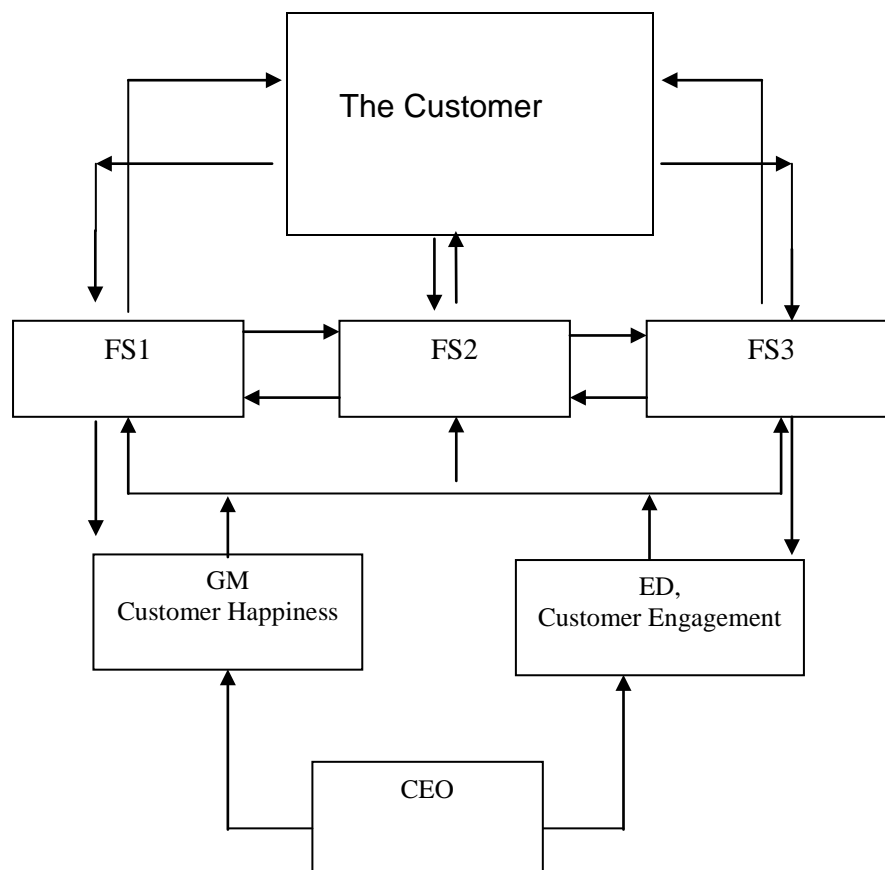 The Customer
FS1
FS2
FS3
GM
Customer Happiness
ED,
Customer Engagement
CEO